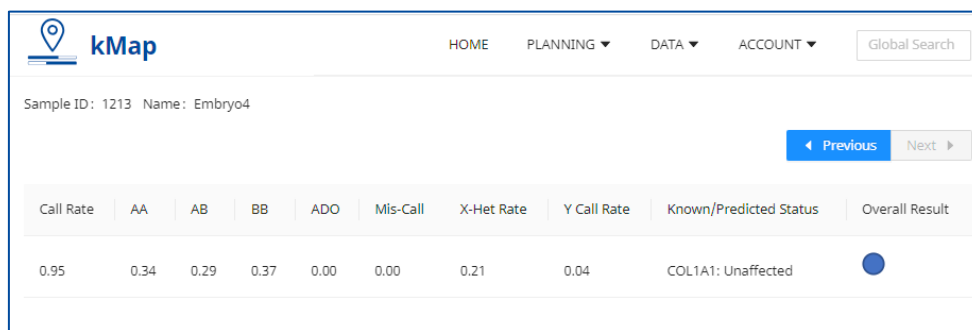 kMap
HOME PLANNING DATA ACCOUNT Global Search
Sample ID: 1213 Name: Embryo4
Previous Next
Call Rate AA AB BB ADO Mis-Call X-Het Rate Y Call Rate Known/Predicted Status Overall Result
0.95 0.34 0.29 0.37 0.00 0.00 0.21 0.04 COL1A1: Unaffected